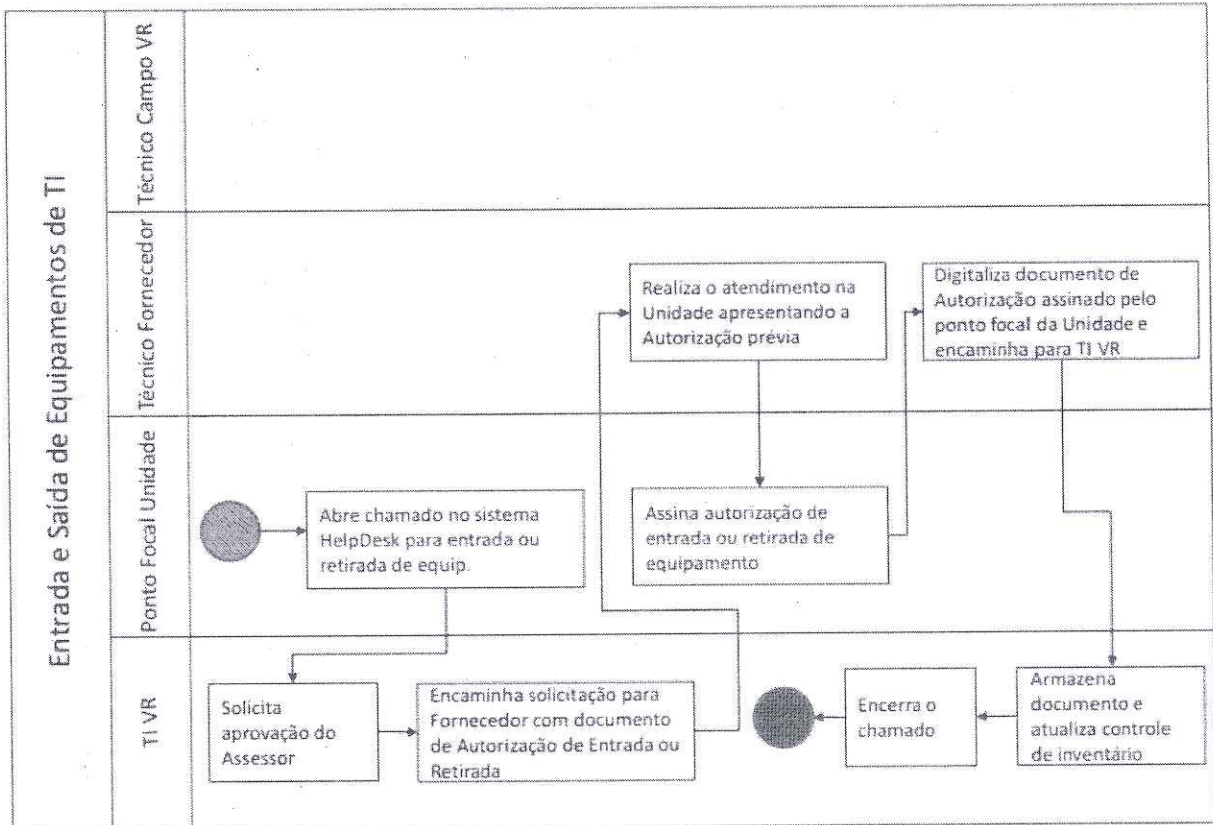 Entrada e Saída de Equipamentos de TI
Técnico Campo VR
Técnico Fornecedor
Realiza o atendimento na
Unidade apresentando a
Autorização prévia
Digitaliza documento de
Autorização assinado pelo
ponto focal da Unidade e
encaminha para TI VR
Ponto Focal Unidade
Abre chamado no sistema
HelpDesk para entrada ou
retirada de equip.
Assina autorização de
entrada ou retirada de
equipamento
TI VR
Solicita
aprovação do
Assessor
Encaminha solicitação para
Fornecedor com documento
de Autorização de Entrada ou
Retirada
Encerra o
chamado
Armazena
documento e
atualiza controle
de inventário